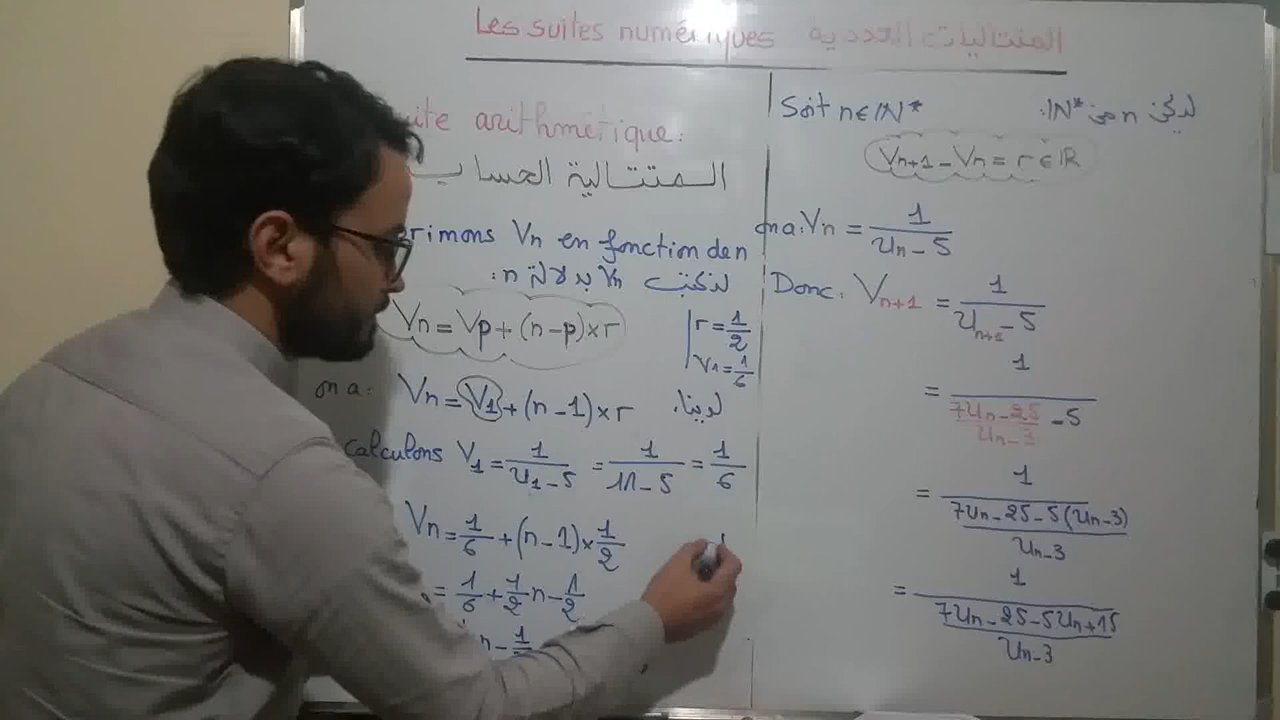 Les suites numériques المتتاليات العددية
uite arithmétique:
المتتالية الحساب
rimons Vn en fonction de n
لنكتب Vn بدلالة n:
Vn = Vp + (n-p)×r
r = 1/2
V1 = 1/6
on a: Vn = V1 + (n-1)×r لدينا.
calculons V1 = 1/(U1-5) = 1/(11-5) = 1/6
Vn = 1/6 + (n-1)×1/2
= 1/6 + 1/2 n - 1/2
Soit n∈IN* ليكن n من IN*:
Vn+1 - Vn = r ∈ IR
on a: Vn = 1/(Un-5)
Donc: Vn+1 = 1/(Un+1 - 5)
= 1/((7Un-25)/(Un-3) - 5)
= 1/((7Un-25-5(Un-3))/(Un-3))
= 1/((7Un-25-5Un+15)/(Un-3))